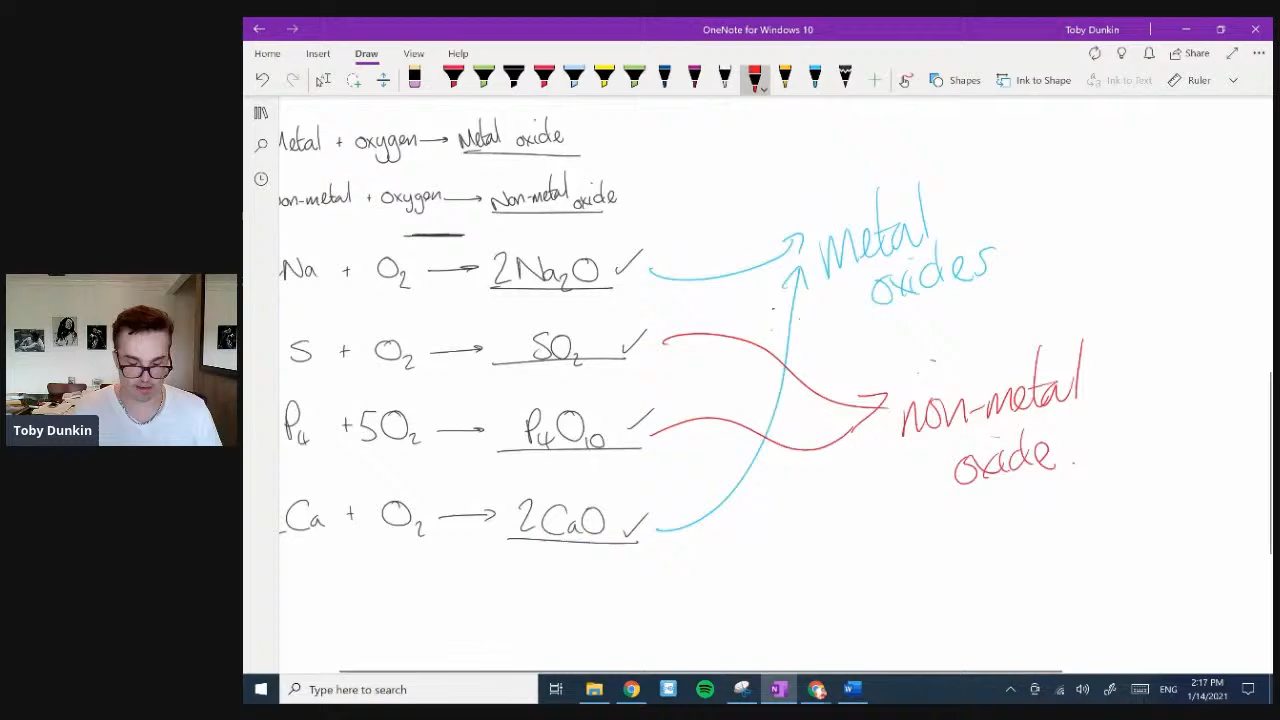 OneNote for Windows 10
Toby Dunkin
Home Insert Draw View Help
Share
Shapes Ink to Shape Ink to Text Ruler
etal + oxygen → Metal oxide
on-metal + oxygen → Non-metal oxide
Na + O₂ → 2Na₂O ✓
S + O₂ → SO₂ ✓
P₄ + 5O₂ → P₄O₁₀ ✓
Ca + O₂ → 2CaO ✓
metal
oxides
non-metal
oxide.
Toby Dunkin
Type here to search
ENG
2:17 PM
1/14/2021